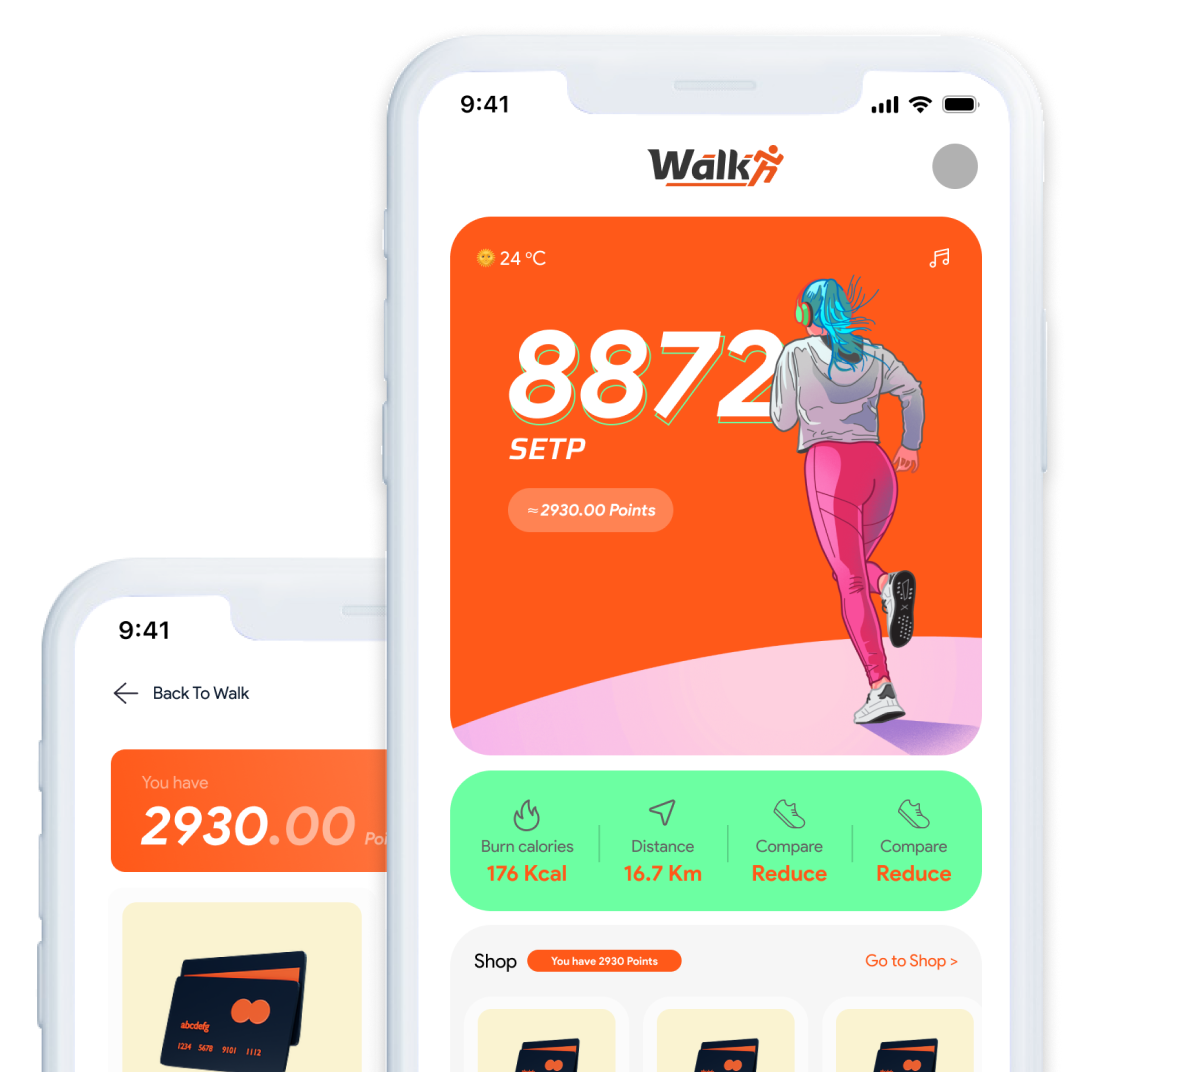 9:41
Walk
24 °C
8872
SETP
≈2930.00 Points
Burn calories
176 Kcal
Distance
16.7 Km
Compare
Reduce
Compare
Reduce
Shop
You have 2930 Points
Go to Shop >
9:41
Back To Walk
You have
2930.00
abcdefg
1234 5678 9101 1112